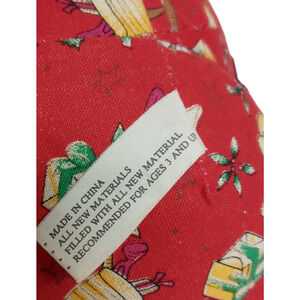 MADE IN CHINA
ALL NEW MATERIALS
FILLED WITH ALL NEW MATERIAL
RECOMMENDED FOR AGES 3 AND UP